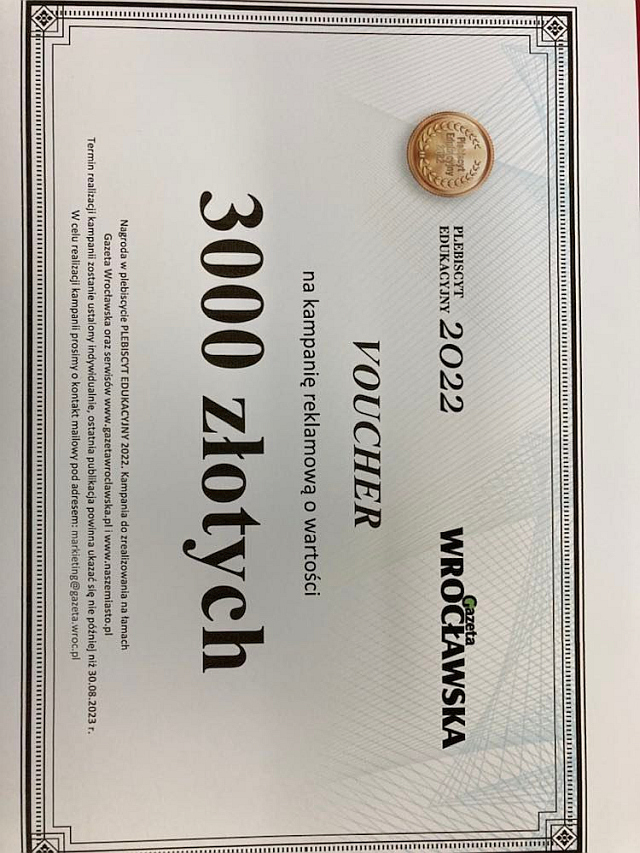 Plebiscyt
Edukacyjny
PLEBISCYT
EDUKACYJNY 2022
Gazeta
WROCŁAWSKA
VOUCHER
na kampanię reklamową o wartości
3000 złotych
Nagroda w plebiscycie PLEBISCYT EDUKACYJNY 2022. Kampania do zrealizowania na łamach
Gazeta Wrocławska oraz serwisów www.gazetawroclawska.pl i www.naszemiasto.pl
Termin realizacji kampanii zostanie ustalony indywidualnie, ostatnia publikacja powinna ukazać się nie później niż 30.08.2023 r.
W celu realizacji kampanii prosimy o kontakt mailowy pod adresem: markieting@gazeta.wroc.pl